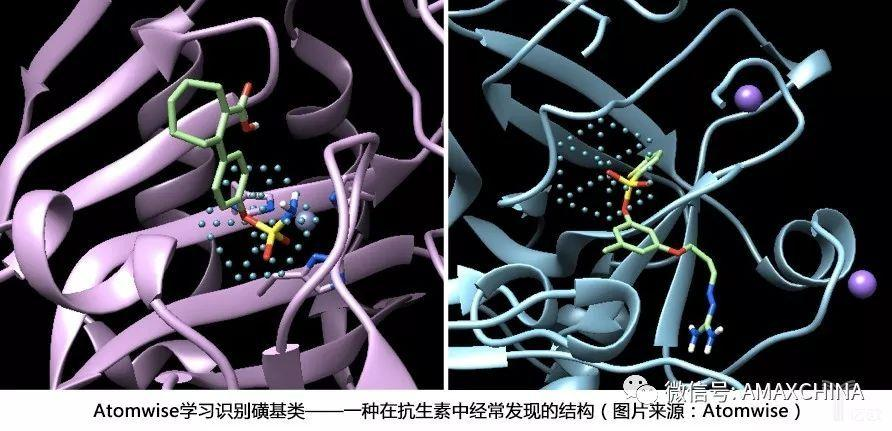 微信号: AMAXCHINA
Atomwise学习识别磺基类——一种在抗生素中经常发现的结构（图片来源：Atomwise）
亿欧